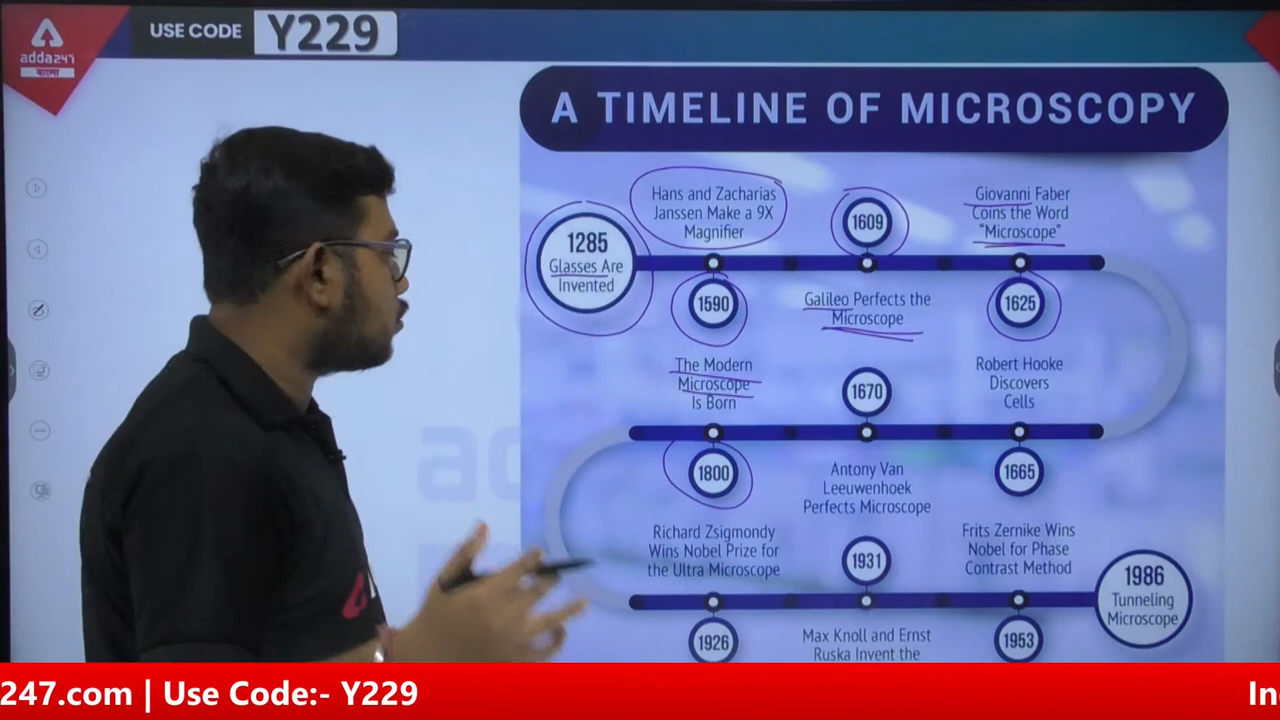 USE CODE Y229
adda247
বাংলা
A TIMELINE OF MICROSCOPY
1285
Glasses Are
Invented
Hans and Zacharias
Janssen Make a 9X
Magnifier
1590
1609
Galileo Perfects the
Microscope
Giovanni Faber
Coins the Word
"Microscope"
1625
Robert Hooke
Discovers
Cells
1665
1670
Antony Van
Leeuwenhoek
Perfects Microscope
The Modern
Microscope
Is Born
1800
Richard Zsigmondy
Wins Nobel Prize for
the Ultra Microscope
1926
1931
Max Knoll and Ernst
Ruska Invent the
Frits Zernike Wins
Nobel for Phase
Contrast Method
1953
1986
Tunneling
Microscope
247.com | Use Code:- Y229